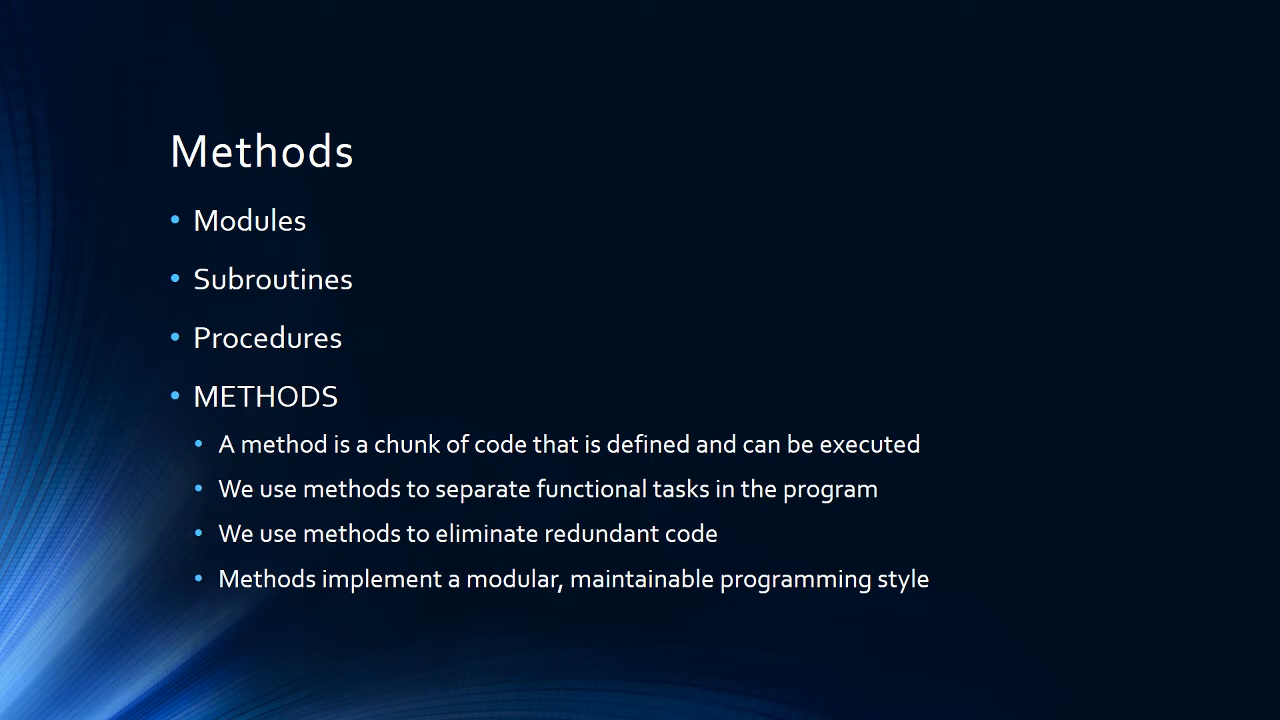 Methods
• Modules
• Subroutines
• Procedures
• METHODS
• A method is a chunk of code that is defined and can be executed
• We use methods to separate functional tasks in the program
• We use methods to eliminate redundant code
• Methods implement a modular, maintainable programming style